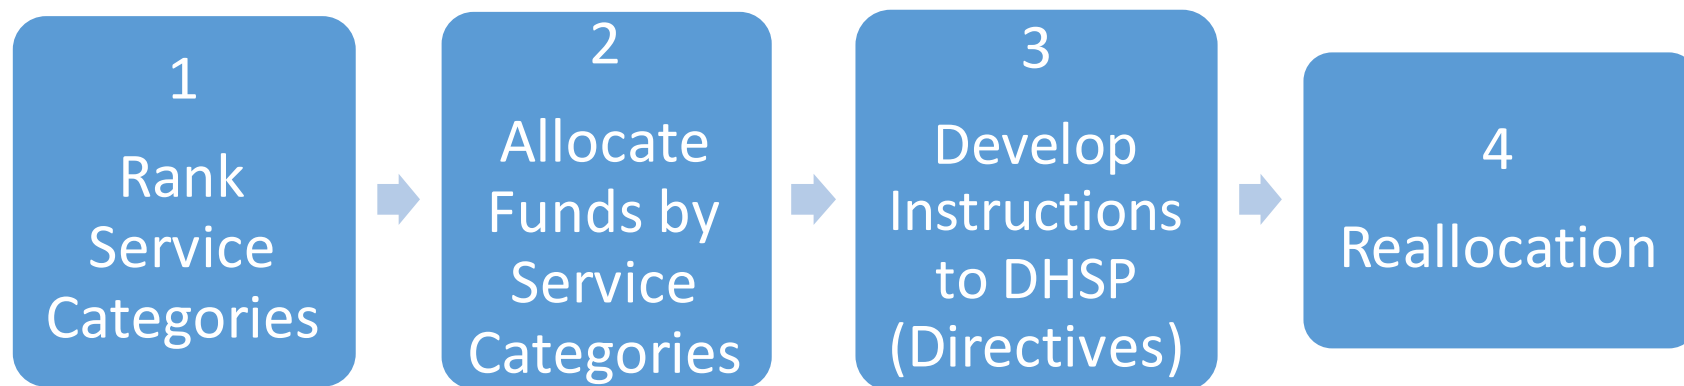 1
Rank
Service
Categories
2
Allocate
Funds by
Service
Categories
3
Develop
Instructions
to DHSP
(Directives)
4
Reallocation